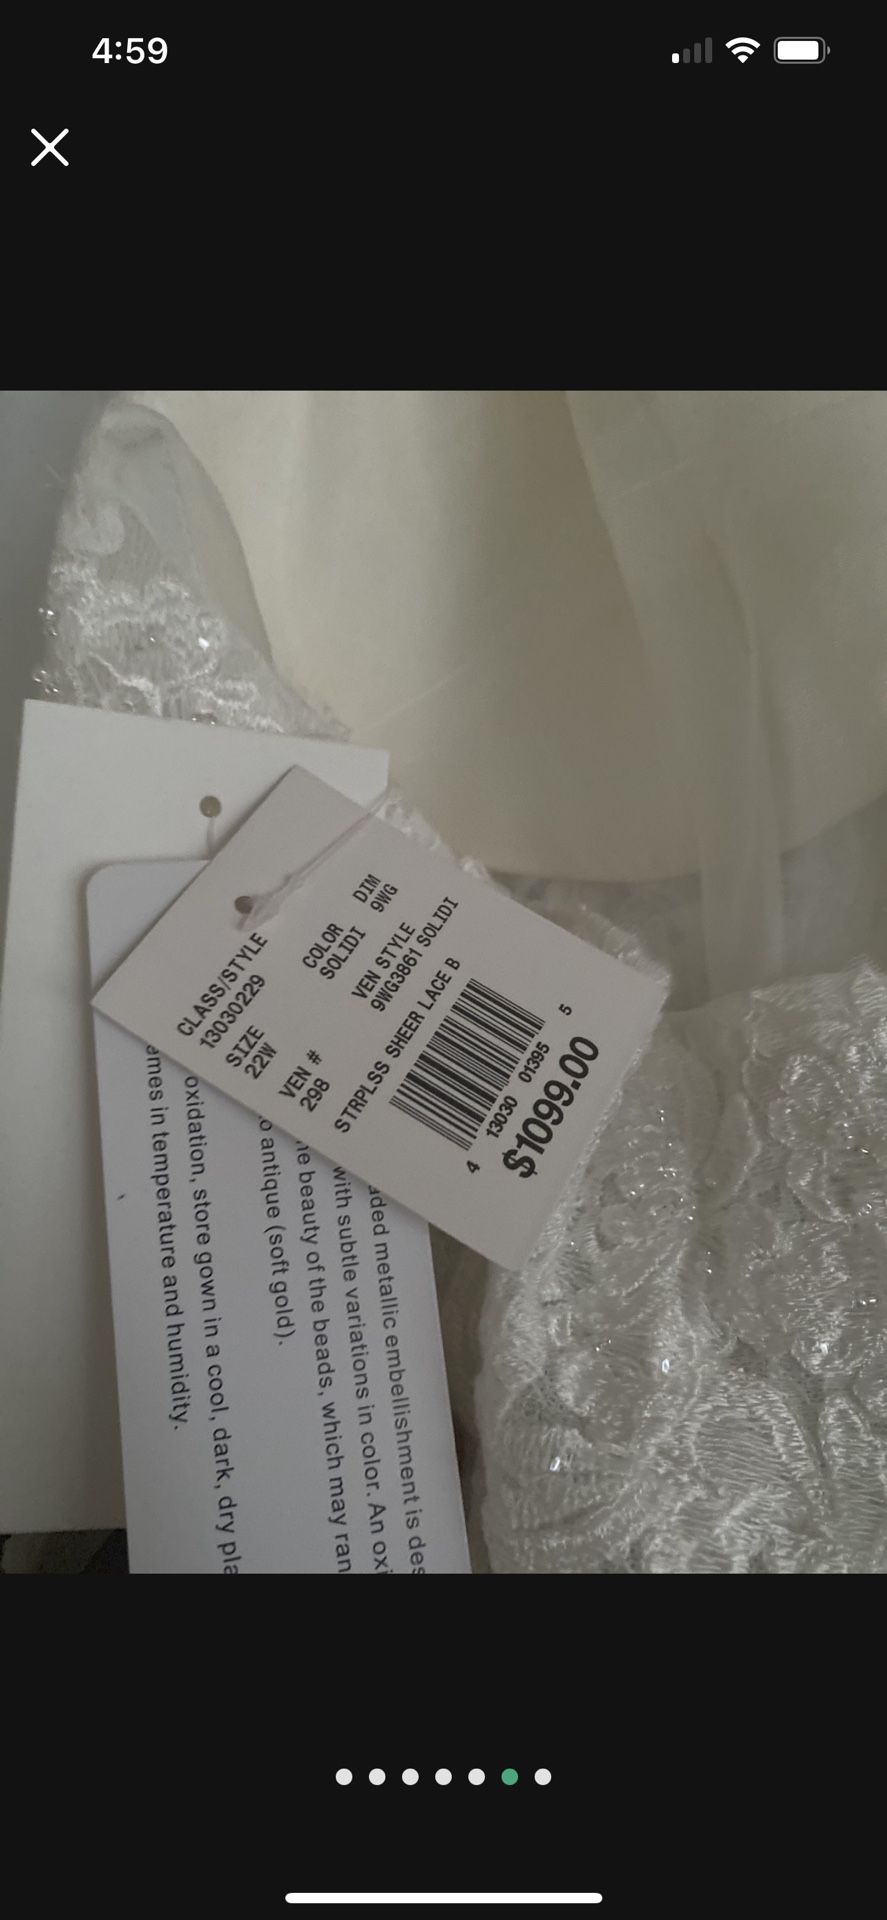 4:59
CLASS/STYLE
13030229
COLOR DIM
SOLIDI 9WG
SIZE
22W
VEN STYLE
9WG3861 SOLIDI
VEN #
298
STRPLSS SHEER LACE B
4 13030 01395 5
$1099.00
aded metallic embellishment is des
with subtle variations in color. An oxi
he beauty of the beads, which may ran
o antique (soft gold).
oxidation, store gown in a cool, dark, dry pla
emes in temperature and humidity.